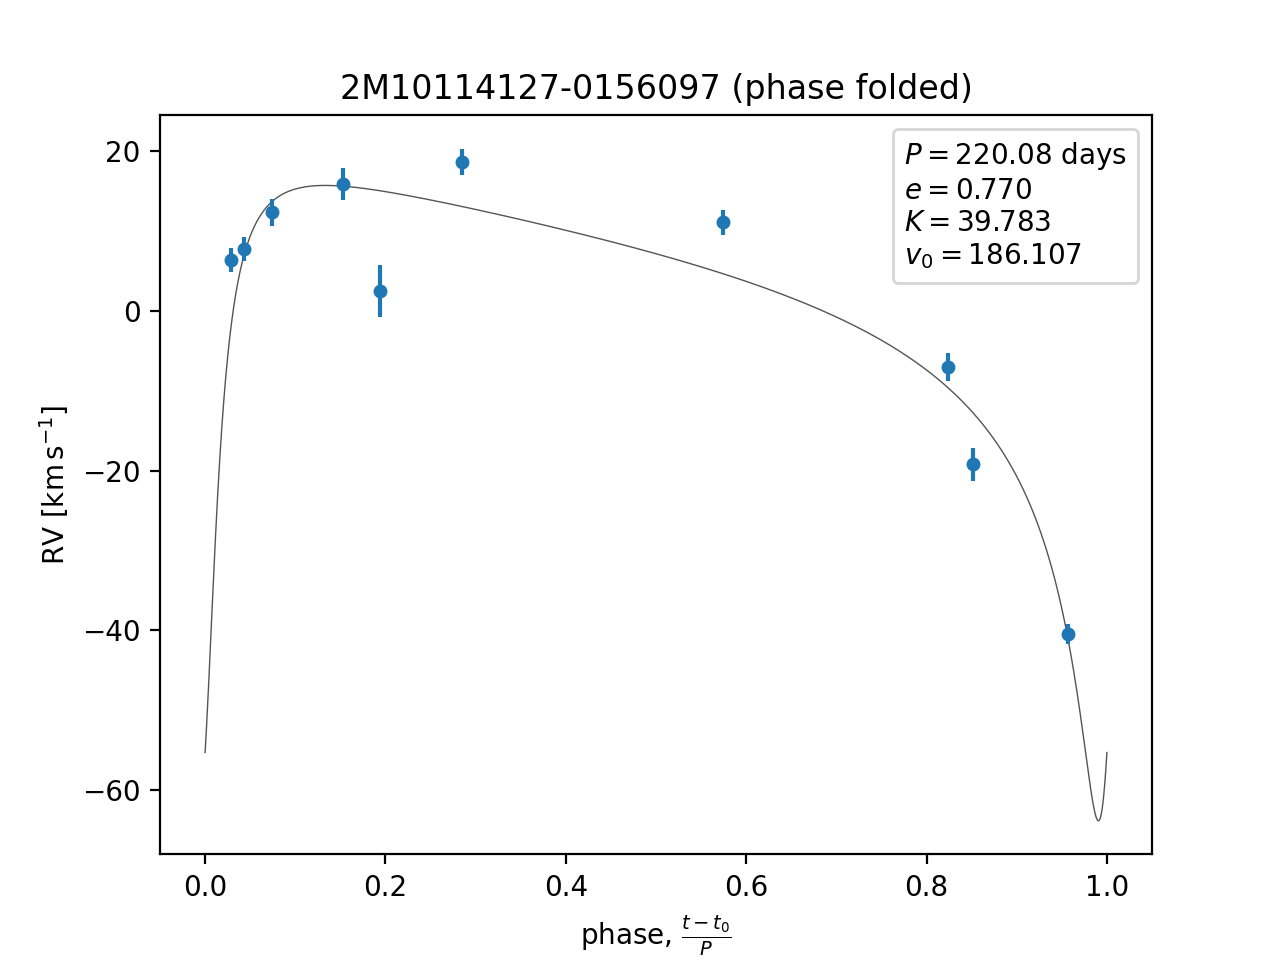 2M10114127-0156097 (phase folded)
P = 220.08 days
e = 0.770
K = 39.783
v₀ = 186.107
RV [km s⁻¹]
20
0
−20
−40
−60
0.0 0.2 0.4 0.6 0.8 1.0
phase, (t − t₀)/P